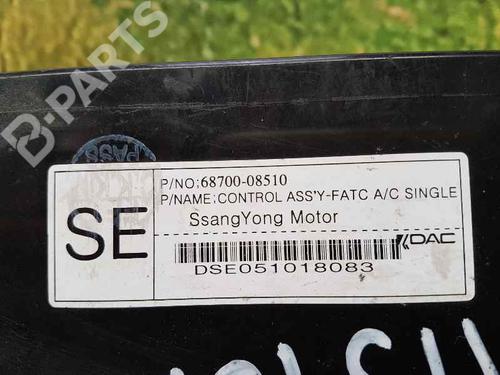 B-PARTS
PASS
SE
P/NO:68700-08510
P/NAME:CONTROL ASS'Y-FATC A/C SINGLE
SsangYong Motor
DAC
DSE051018083